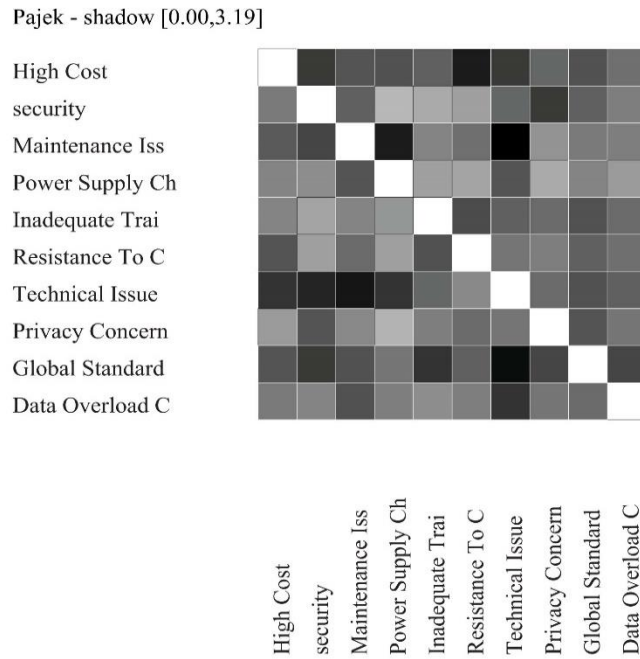 Pajek - shadow [0.00,3.19]
High Cost
security
Maintenance Iss
Power Supply Ch
Inadequate Trai
Resistance To C
Technical Issue
Privacy Concern
Global Standard
Data Overload C
High Cost
security
Maintenance Iss
Power Supply Ch
Inadequate Trai
Resistance To C
Technical Issue
Privacy Concern
Global Standard
Data Overload C